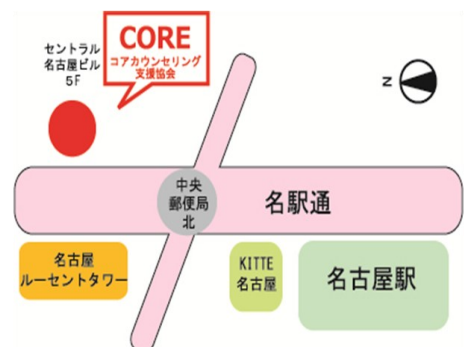 CORE
コアカウンセリング
支援協会
セントラル
名古屋ビル
5F
N
中央
郵便局
北
名駅通
名古屋
ルーセントタワー
KITTE
名古屋
名古屋駅